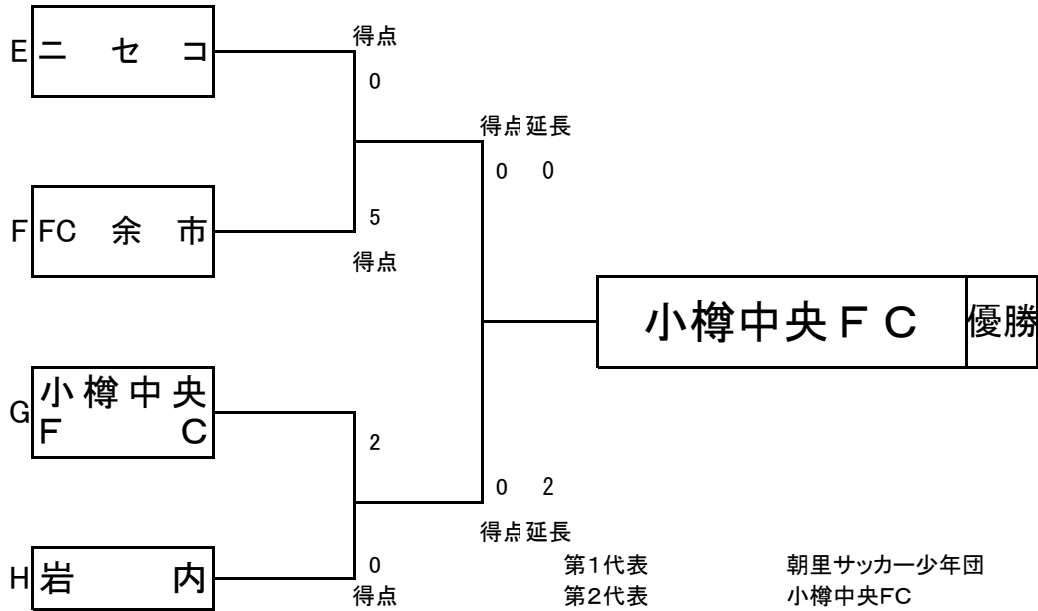 得点
E ニセコ
0
得点 延長
0 0
F FC 余市
5
得点
小樽中央FC 優勝
G 小樽中央
FC
2
0 2
得点 延長
H 岩内
0
得点
第1代表 朝里サッカー少年団
第2代表 小樽中央FC